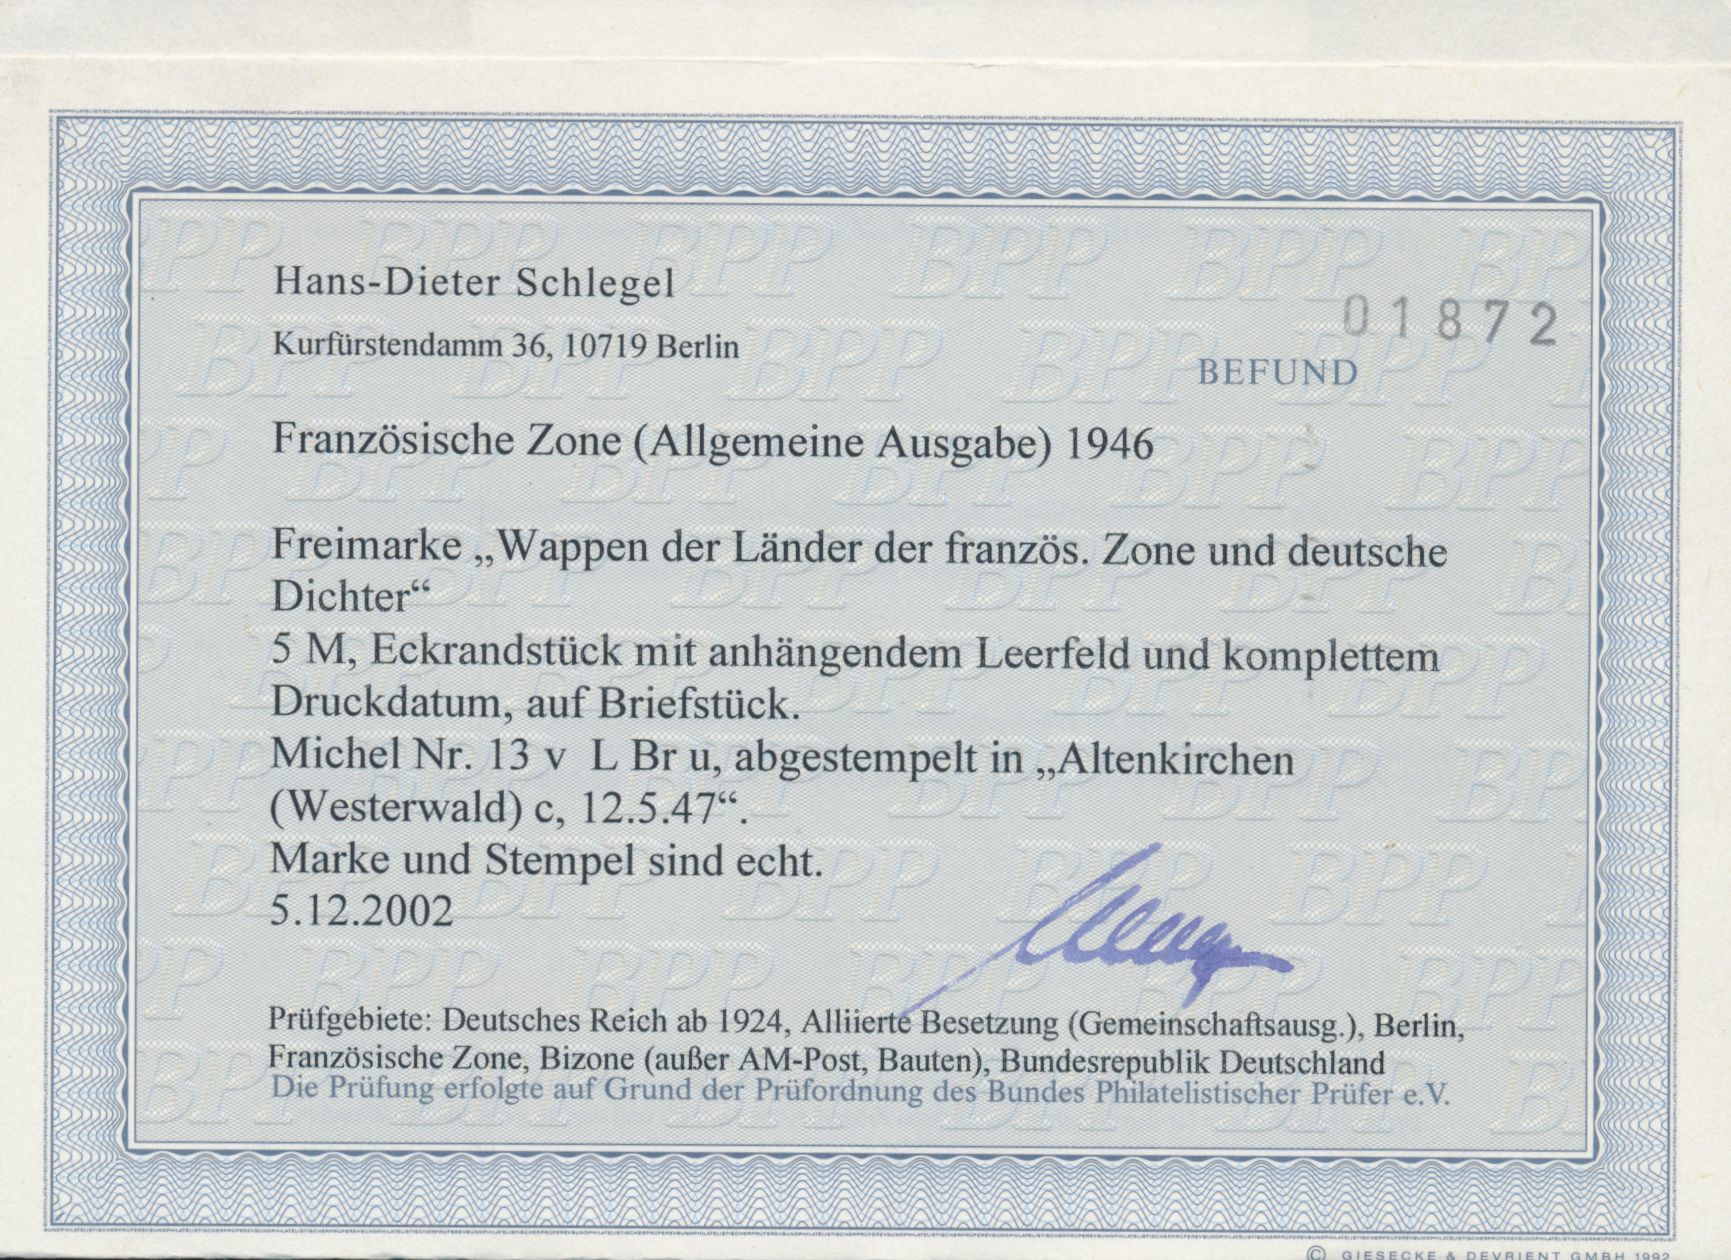 Hans-Dieter Schlegel
Kurfürstendamm 36, 10719 Berlin
01872
BEFUND
Französische Zone (Allgemeine Ausgabe) 1946
Freimarke „Wappen der Länder der französ. Zone und deutsche
Dichter“
5 M, Eckrandstück mit anhängendem Leerfeld und komplettem
Druckdatum, auf Briefstück.
Michel Nr. 13 v L Br u, abgestempelt in „Altenkirchen
(Westerwald) c, 12.5.47“.
Marke und Stempel sind echt.
5.12.2002
Prüfgebiete: Deutsches Reich ab 1924, Alliierte Besetzung (Gemeinschaftsausg.), Berlin,
Französische Zone, Bizone (außer AM-Post, Bauten), Bundesrepublik Deutschland
Die Prüfung erfolgte auf Grund der Prüfordnung des Bundes Philatelistischer Prüfer e.V.
© GIESECKE & DEVRIENT GMBH 1992